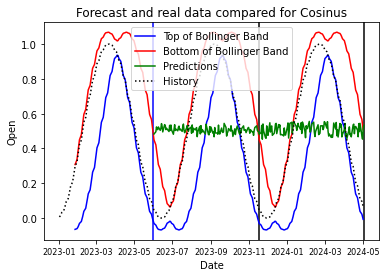 Forecast and real data compared for Cosinus
Top of Bollinger Band
Bottom of Bollinger Band
Predictions
History
Open
1.0
0.8
0.6
0.4
0.2
0.0
2023-01 2023-03 2023-05 2023-07 2023-09 2023-11 2024-01 2024-03 2024-05
Date